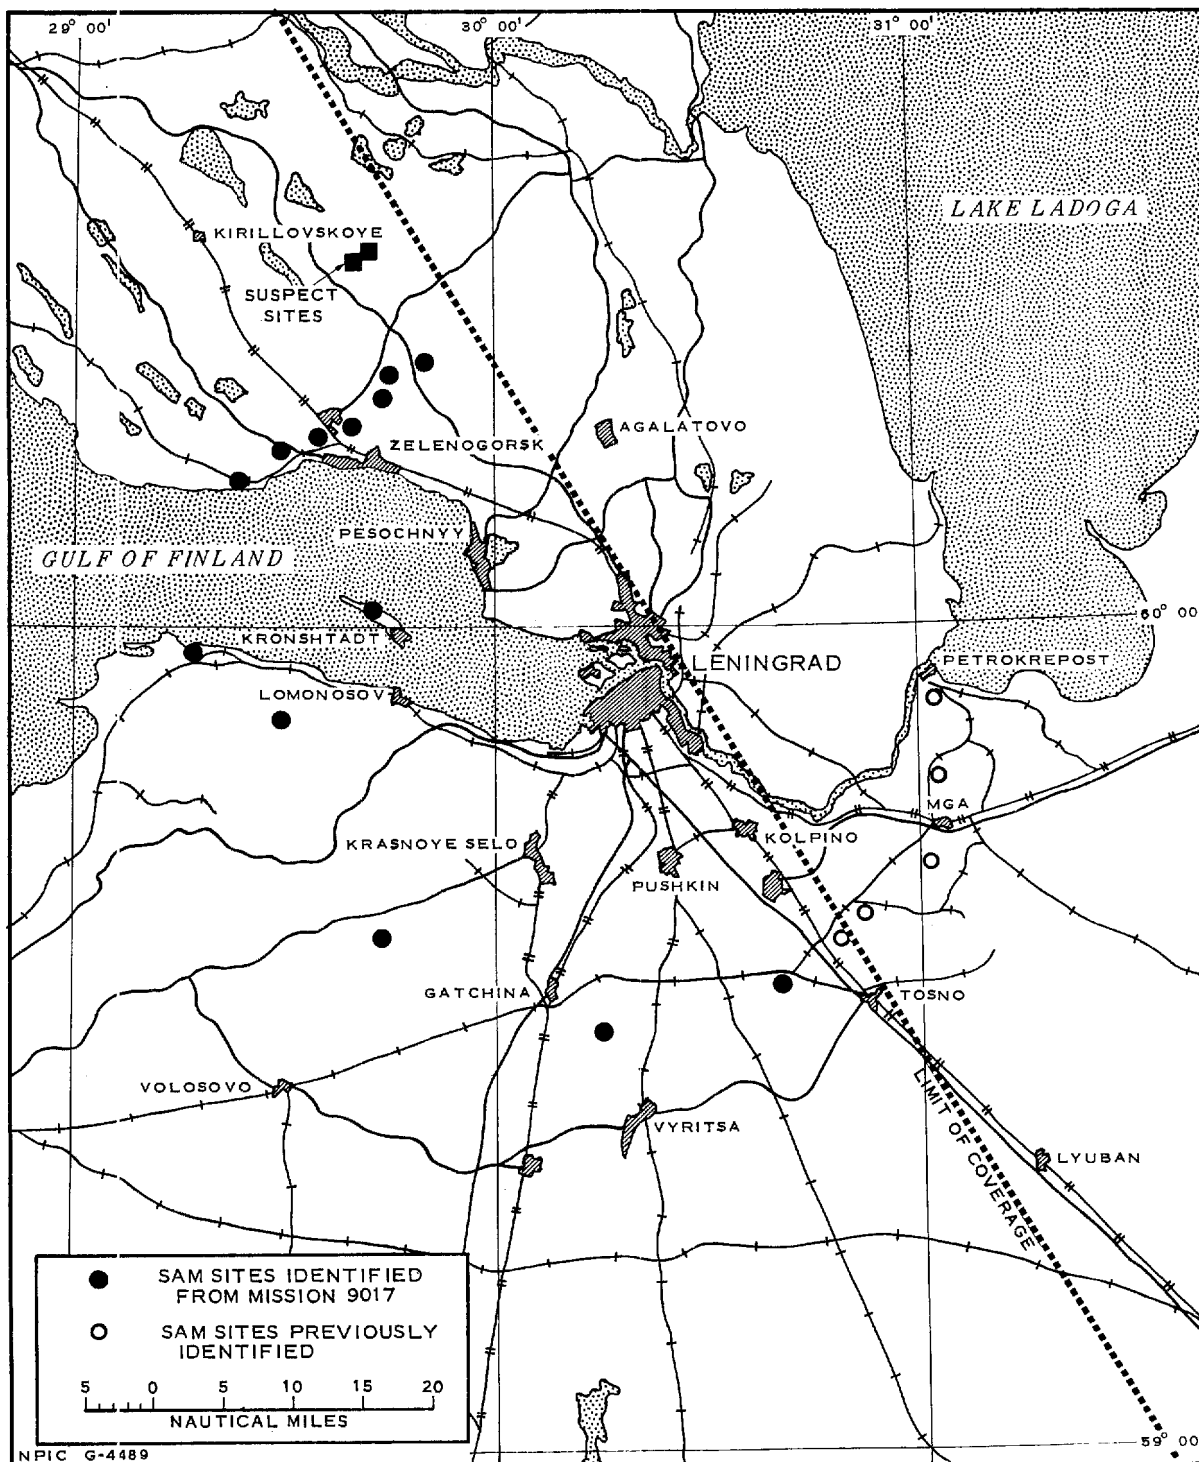 29° 00'
30° 00'
31° 00'
LAKE LADOGA
KIRILLOVSKOYE
SUSPECT
SITES
AGALATOVO
ZELENOGORSK
PESOCHNYY
GULF OF FINLAND
60° 00
KRONSHTADT
LENINGRAD
PETROKREPOST
LOMONOSOV
MGA
KRASNOYE SELO
KOLPINO
PUSHKIN
GATCHINA
TOSNO
VOLOSOVO
LIMIT OF COVERAGE
VYRITSA
LYUBAN
SAM SITES IDENTIFIED
FROM MISSION 9017
SAM SITES PREVIOUSLY
IDENTIFIED
5 0 5 10 15 20
NAUTICAL MILES
59° 00
NPIC G-4489